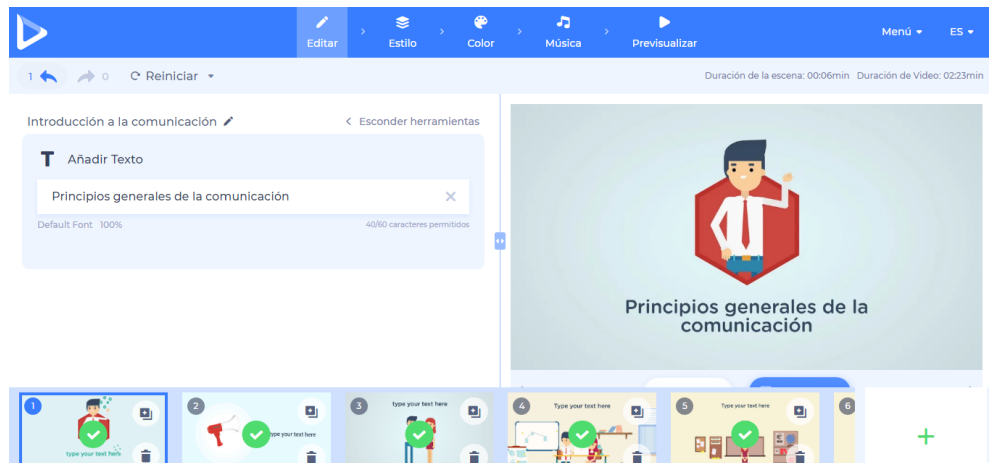 Editar
Estilo
Color
Música
Previsualizar
Menú
ES
1
0
Reiniciar
Duración de la escena: 00:06min Duración de Video: 02:23min
Introducción a la comunicación
Esconder herramientas
T Añadir Texto
Principios generales de la comunicación
Default Font 100%
40/60 caracteres permitidos
Principios generales de la
comunicación
1
type your text here
2
type your text here
3
type your text here
4
Type your text here
5
Type your text here
6